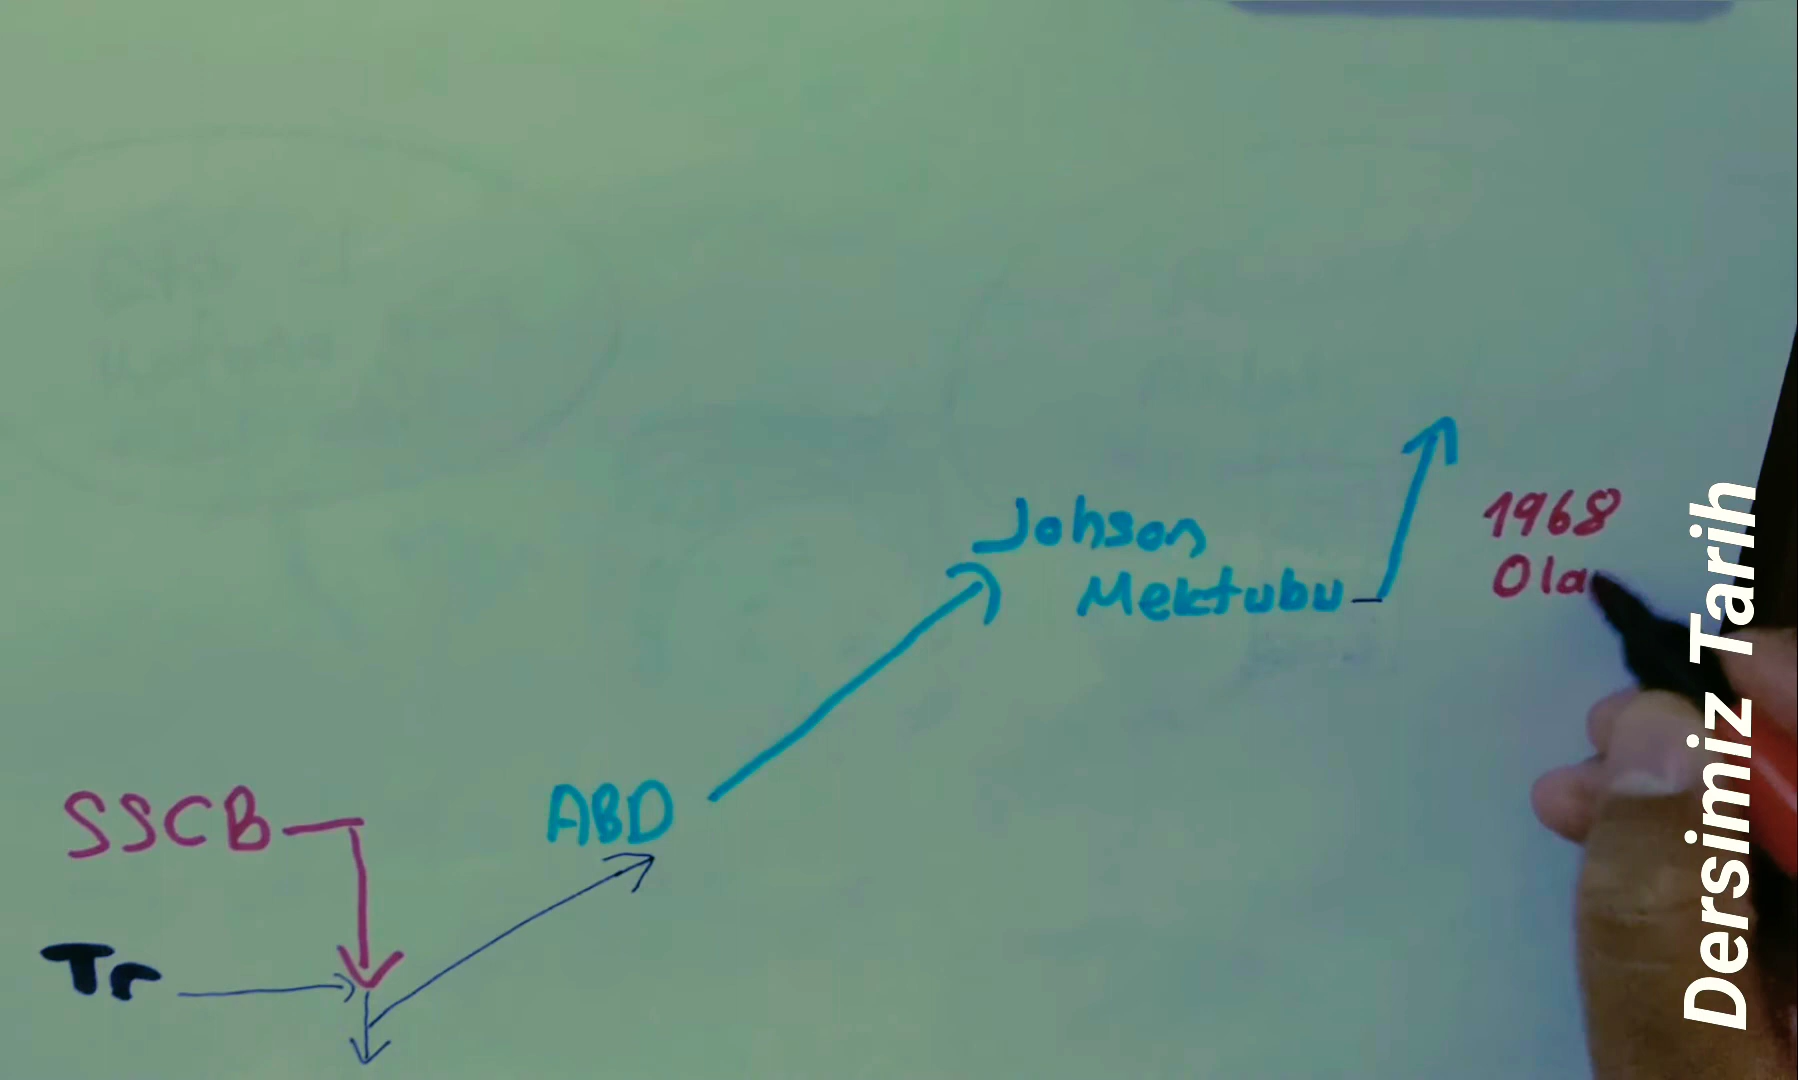 Johson
Mektubu
1968
Ola
SSCB
ABD
Tr
Dersimiz Tarih